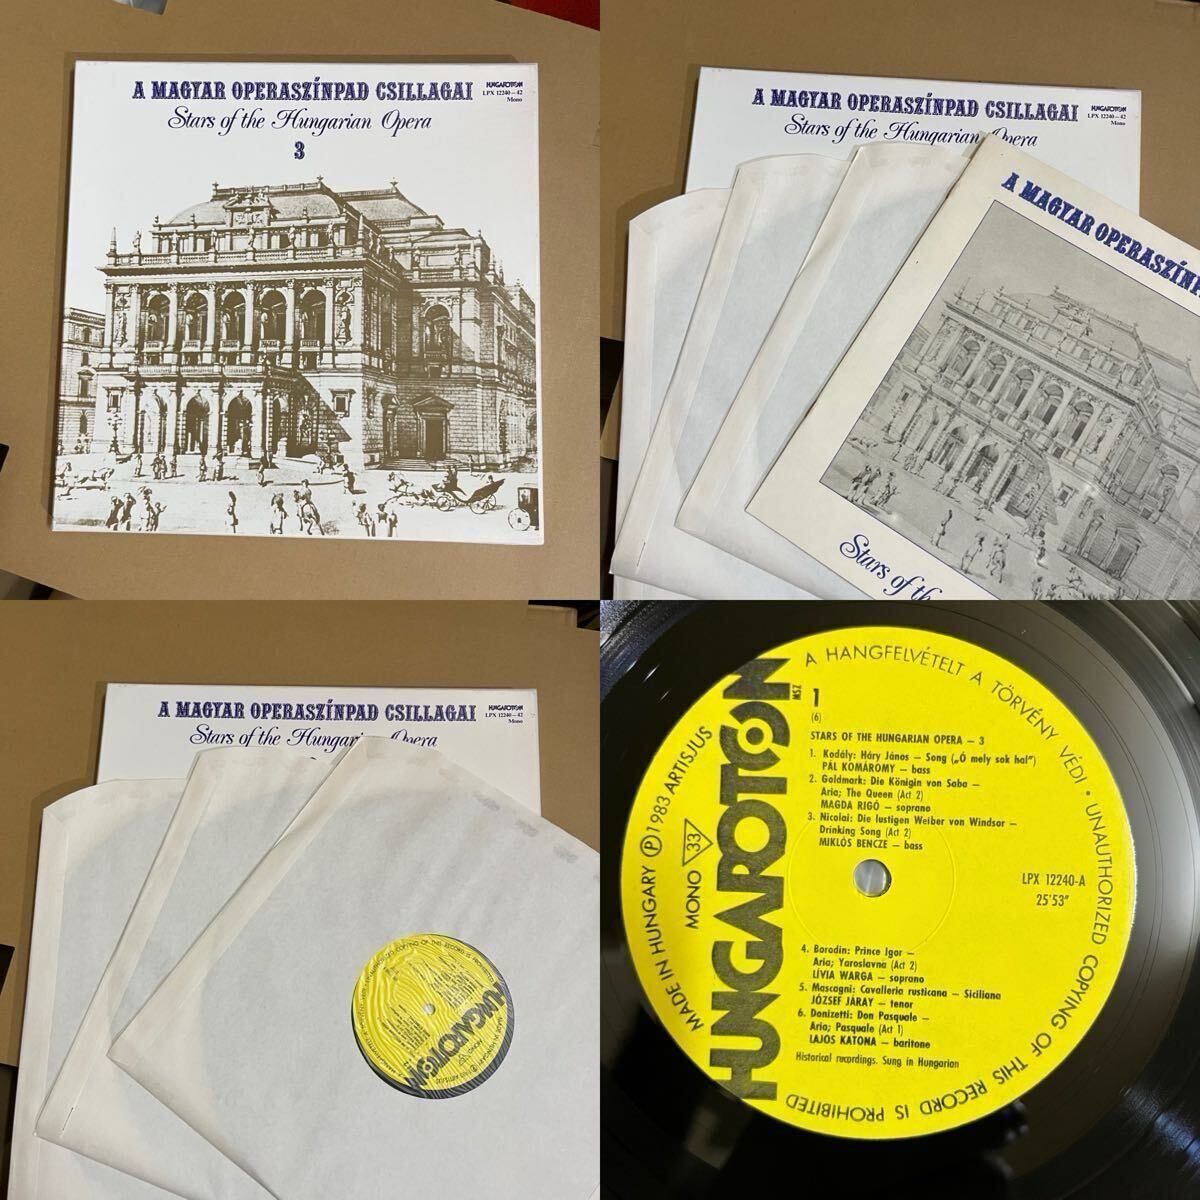 A MAGYAR OPERASZÍNPAD CSILLAGAI
HUNGAROTON
LPX 12240–42
Mono
Stars of the Hungarian Opera
3
A MAGYAR OPERASZÍNPAD CSILLAGAI
HUNGAROTON
LPX 12240–42
Mono
Stars of the Hungarian Opera
A MAGYAR OPERASZÍNP
Stars of th
A MAGYAR OPERASZÍNPAD CSILLAGAI
HUNGAROTON
LPX 12240–42
Mono
Stars of the Hungarian Opera
HUNGAROTON
A HANGFELVÉTELT A TÖRVÉNY VÉDI • UNAUTHORIZED COPYING OF THIS RECORD IS PROHIBITED
MADE IN HUNGARY Ⓟ 1983 ARTISJUS
MONO 33
HUNGAROTON
MSZ
1
(6)
STARS OF THE HUNGARIAN OPERA – 3
1. Kodály: Háry János – Song („Ó mely sok hal”)
PÁL KOMÁROMY – bass
2. Goldmark: Die Königin von Saba –
Aria; The Queen (Act 2)
MAGDA RIGÓ – soprano
3. Nicolai: Die lustigen Weiber von Windsor –
Drinking Song (Act 2)
MIKLÓS BENCZE – bass
LPX 12240-A
25'53"
4. Borodin: Prince Igor –
Aria; Yaroslavna (Act 2)
LÍVIA WARGA – soprano
5. Mascagni: Cavalleria rusticana – Siciliana
JÓZSEF JÁRAY – tenor
6. Donizetti: Don Pasquale –
Aria; Pasquale (Act 1)
LAJOS KATONA – baritone
Historical recordings. Sung in Hungarian